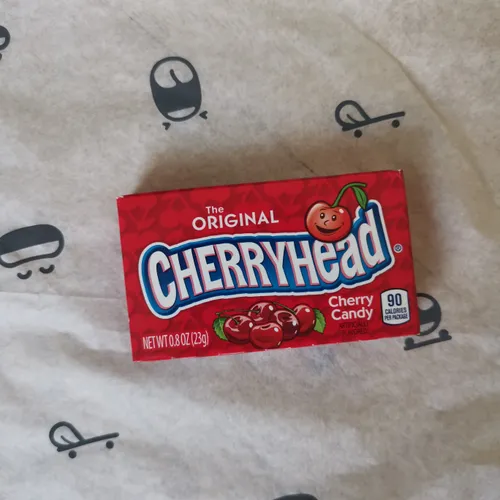 The
ORIGINAL
CHERRYHead
®
Cherry
Candy
90
CALORIES
PER PACKAGE
NET WT 0.8 OZ (23g)